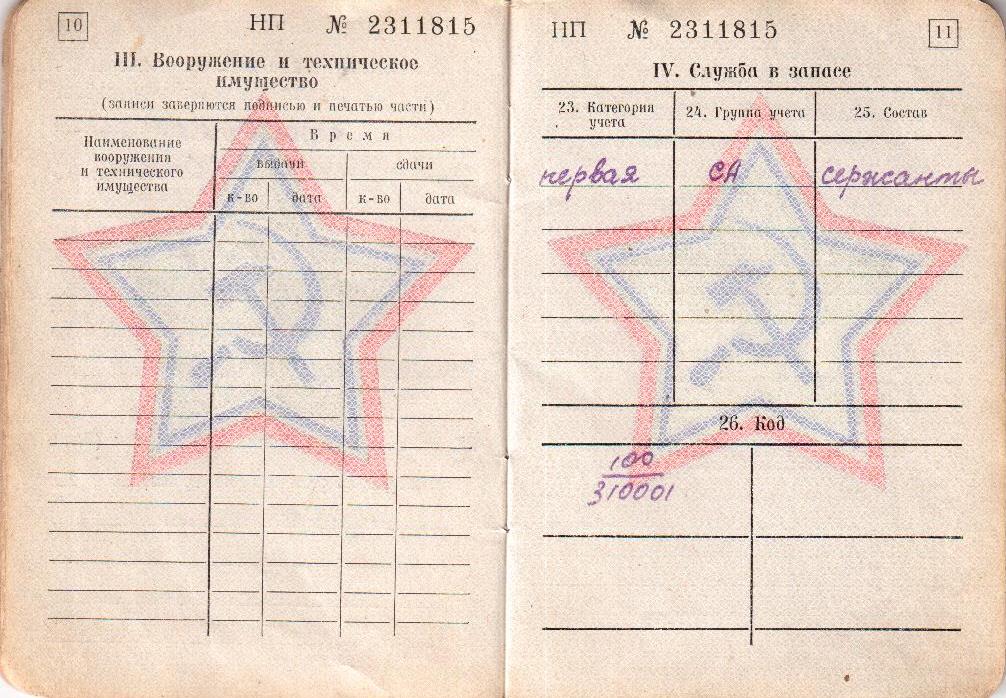 10
НП № 2311815
III. Вооружение и техническое
имущество
(записи заверяются подписью и печатью части)
Наименование
вооружения
и технического
имущества
Время
выдачи
сдачи
к-во
дата
к-во
дата
НП № 2311815
11
IV. Служба в запасе
23. Категория
учета
24. Группа учета
25. Состав
первая
СА
сержанты
26. Код
100
310001